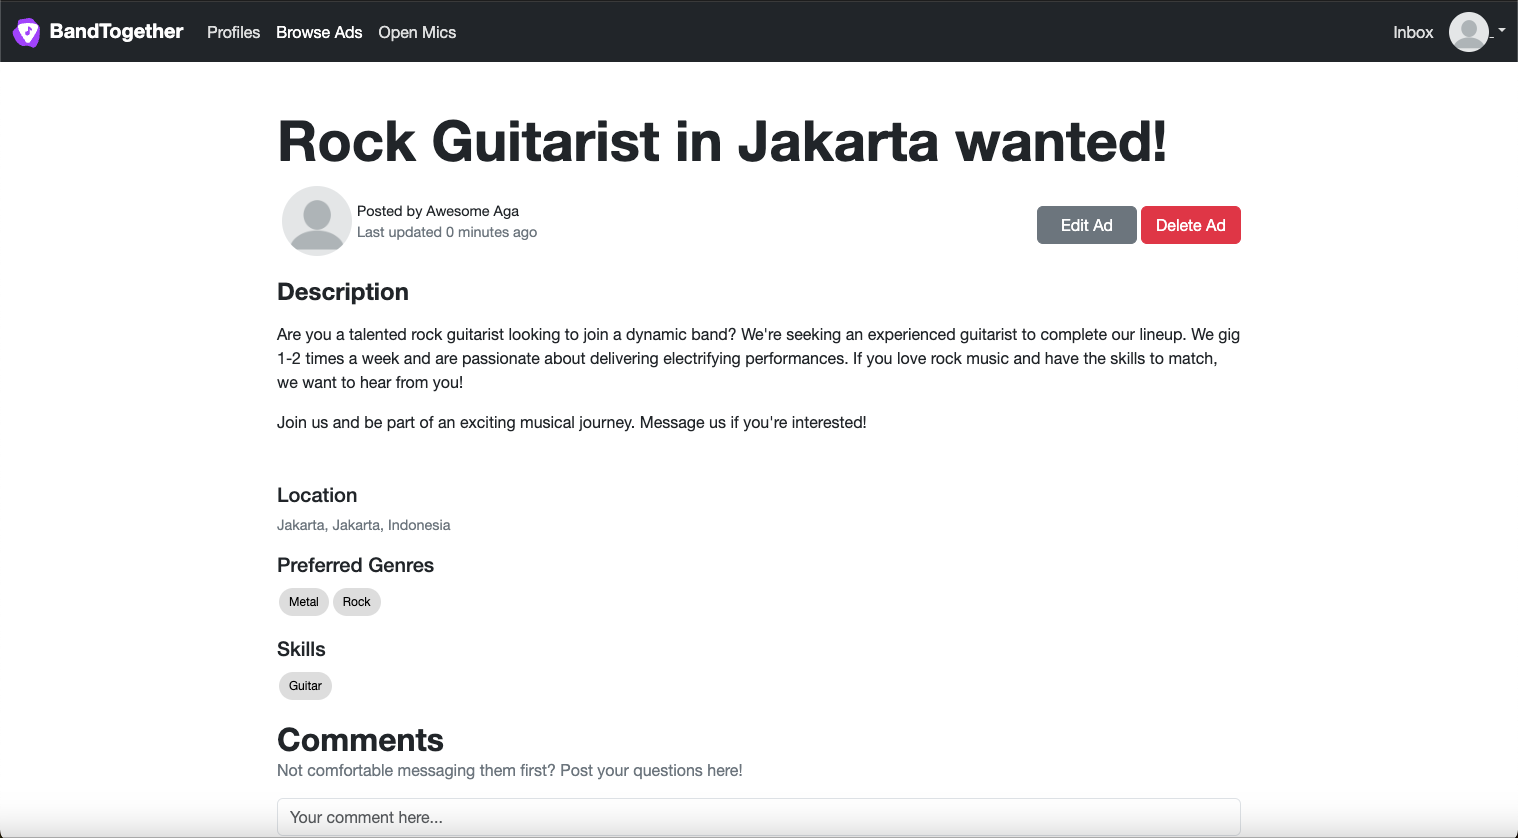 BandTogether Profiles Browse Ads Open Mics Inbox
Rock Guitarist in Jakarta wanted!
Posted by Awesome Aga
Last updated 0 minutes ago
Edit Ad Delete Ad
Description
Are you a talented rock guitarist looking to join a dynamic band? We're seeking an experienced guitarist to complete our lineup. We gig
1-2 times a week and are passionate about delivering electrifying performances. If you love rock music and have the skills to match,
we want to hear from you!
Join us and be part of an exciting musical journey. Message us if you're interested!
Location
Jakarta, Jakarta, Indonesia
Preferred Genres
Metal Rock
Skills
Guitar
Comments
Not comfortable messaging them first? Post your questions here!
Your comment here...